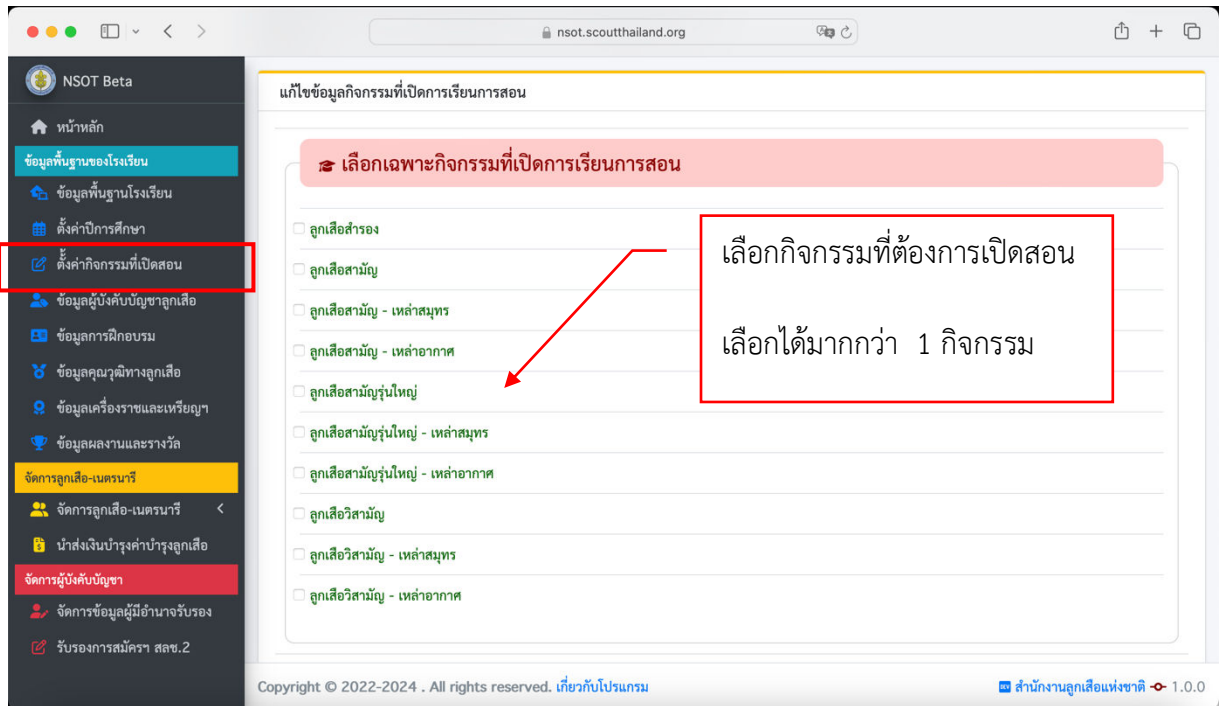 nsot.scoutthailand.org
NSOT Beta
หน้าหลัก
ข้อมูลพื้นฐานของโรงเรียน
ข้อมูลพื้นฐานโรงเรียน
ตั้งค่าปีการศึกษา
ตั้งค่ากิจกรรมที่เปิดสอน
ข้อมูลผู้บังคับบัญชาลูกเสือ
ข้อมูลการฝึกอบรม
ข้อมูลคุณวุฒิทางลูกเสือ
ข้อมูลเครื่องราชและเหรียญฯ
ข้อมูลผลงานและรางวัล
จัดการลูกเสือ-เนตรนารี
จัดการลูกเสือ-เนตรนารี
นำส่งเงินบำรุงค่าบำรุงลูกเสือ
จัดการผู้บังคับบัญชา
จัดการข้อมูลผู้มีอำนาจรับรอง
รับรองการสมัครฯ สลช.2
แก้ไขข้อมูลกิจกรรมที่เปิดการเรียนการสอน
เลือกเฉพาะกิจกรรมที่เปิดการเรียนการสอน
ลูกเสือสำรอง
ลูกเสือสามัญ
ลูกเสือสามัญ - เหล่าสมุทร
ลูกเสือสามัญ - เหล่าอากาศ
ลูกเสือสามัญรุ่นใหญ่
ลูกเสือสามัญรุ่นใหญ่ - เหล่าสมุทร
ลูกเสือสามัญรุ่นใหญ่ - เหล่าอากาศ
ลูกเสือวิสามัญ
ลูกเสือวิสามัญ - เหล่าสมุทร
ลูกเสือวิสามัญ - เหล่าอากาศ
เลือกกิจกรรมที่ต้องการเปิดสอน
เลือกได้มากกว่า 1 กิจกรรม
Copyright © 2022-2024 . All rights reserved. เกี่ยวกับโปรแกรม
สำนักงานลูกเสือแห่งชาติ 1.0.0